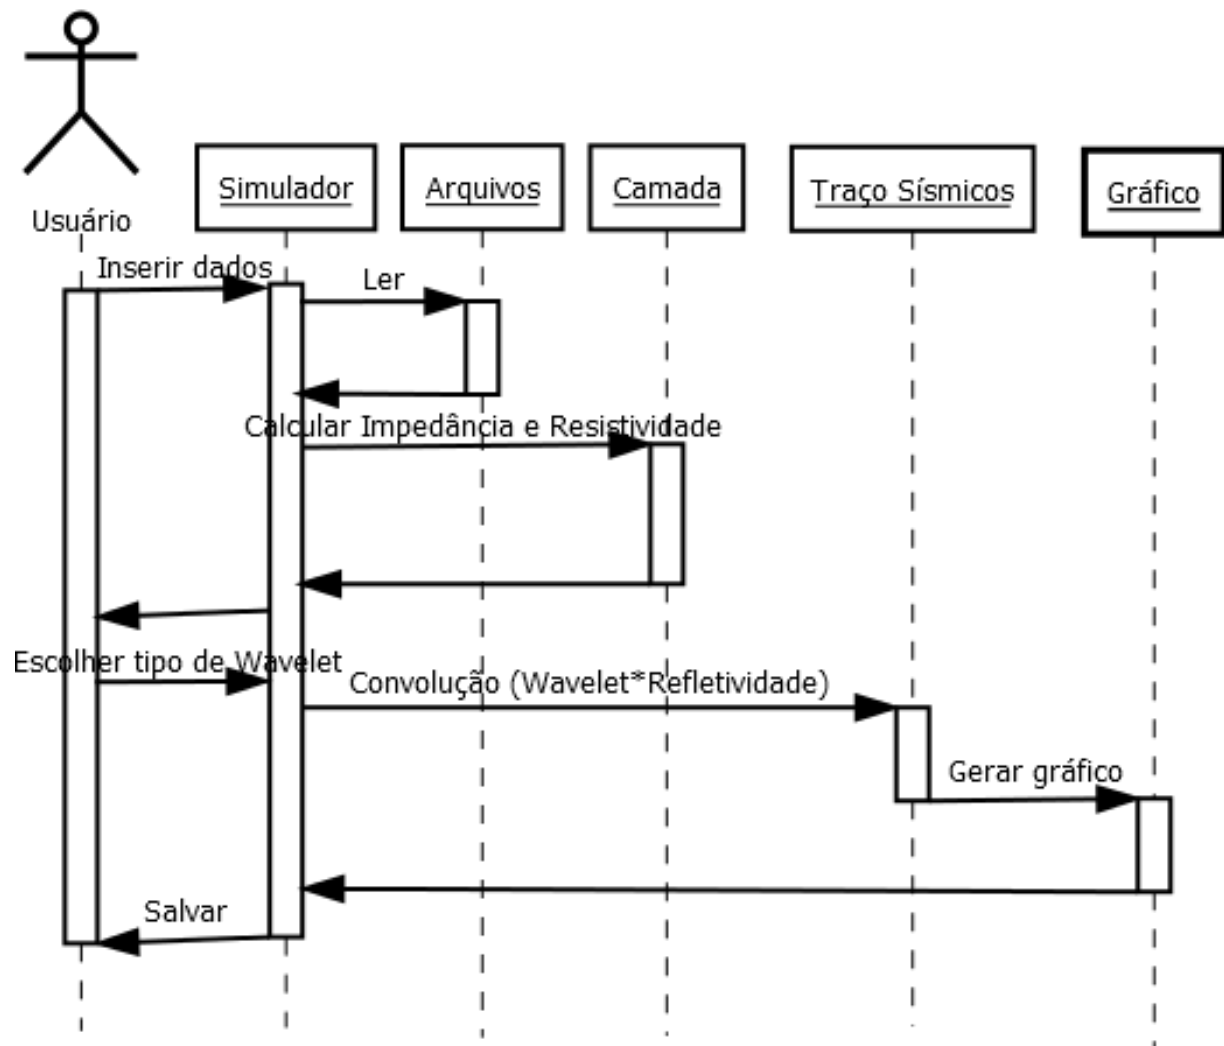 Usuário
Simulador
Arquivos
Camada
Traço Sísmicos
Gráfico
Inserir dados
Ler
Calcular Impedância e Resistividade
Escolher tipo de Wavelet
Convolução (Wavelet*Refletividade)
Gerar gráfico
Salvar